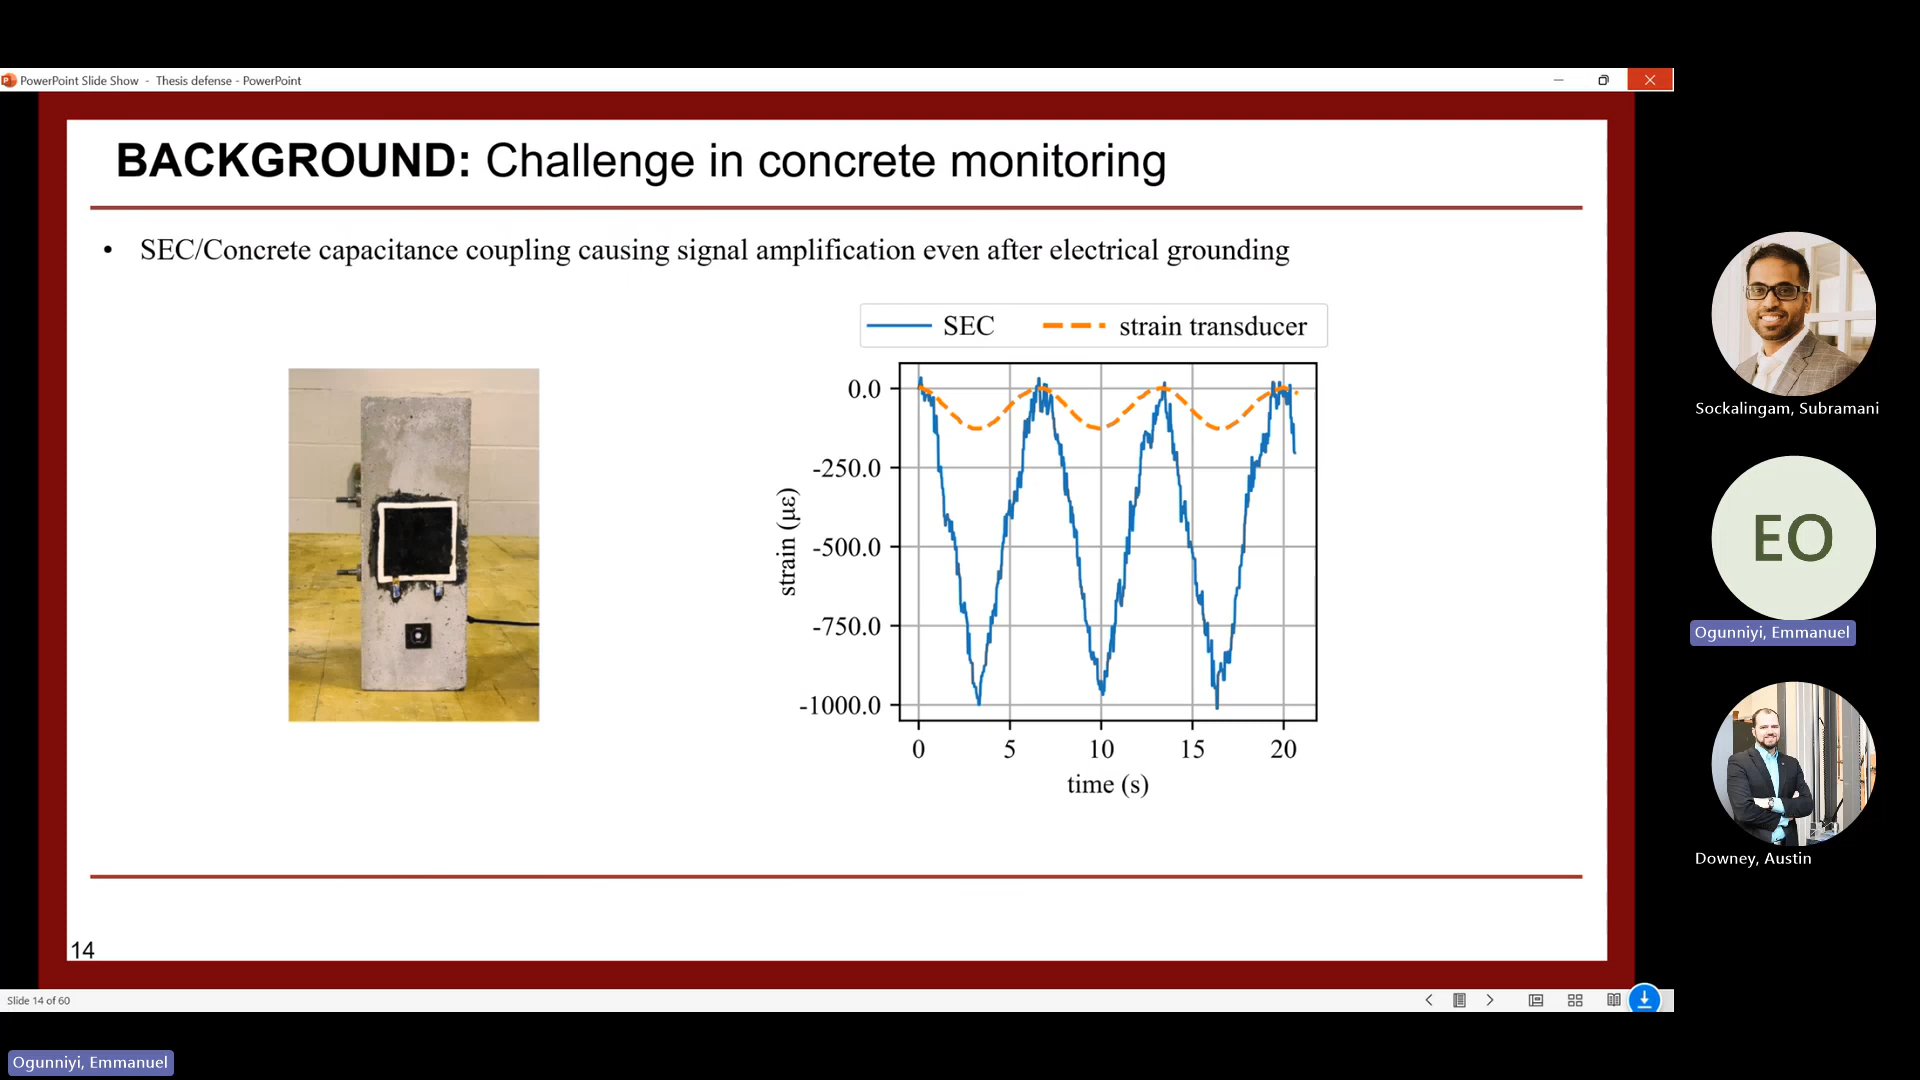 PowerPoint Slide Show - Thesis defense - PowerPoint
BACKGROUND: Challenge in concrete monitoring
• SEC/Concrete capacitance coupling causing signal amplification even after electrical grounding
SEC
strain transducer
0.0
-250.0
-500.0
-750.0
-1000.0
strain (με)
0 5 10 15 20
time (s)
14
Slide 14 of 60
Sockalingam, Subramani
EO
Ogunniyi, Emmanuel
Downey, Austin
Ogunniyi, Emmanuel